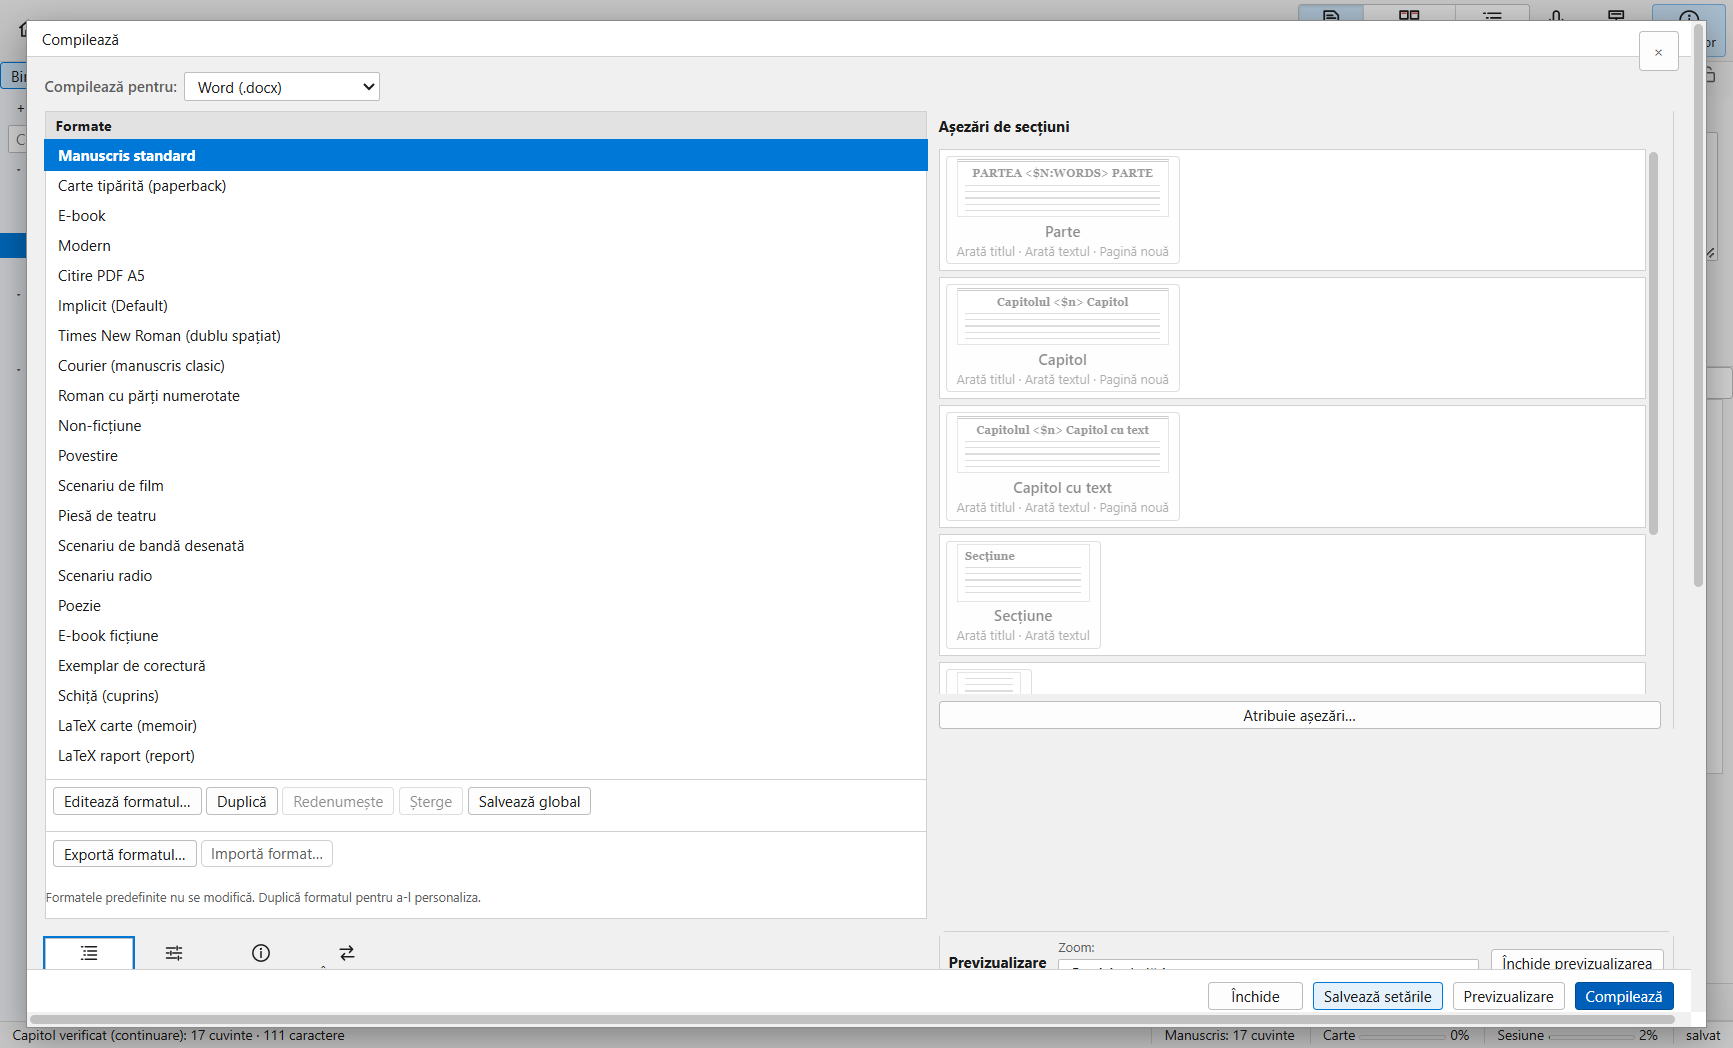 Compilează
×
Compilează pentru:
Word (.docx)
Formate
Manuscris standard
Carte tipărită (paperback)
E-book
Modern
Citire PDF A5
Implicit (Default)
Times New Roman (dublu spațiat)
Courier (manuscris clasic)
Roman cu părți numerotate
Non-ficțiune
Povestire
Scenariu de film
Piesă de teatru
Scenariu de bandă desenată
Scenariu radio
Poezie
E-book ficțiune
Exemplar de corectură
Schiță (cuprins)
LaTeX carte (memoir)
LaTeX raport (report)
Editează formatul...
Duplică
Redenumește
Șterge
Salvează global
Exportă formatul...
Importă format...
Formatele predefinite nu se modifică. Duplică formatul pentru a-l personaliza.
Așezări de secțiuni
PARTEA <$N:WORDS> PARTE
Parte
Arată titlul · Arată textul · Pagină nouă
Capitolul <$n> Capitol
Capitol
Arată titlul · Arată textul · Pagină nouă
Capitolul <$n> Capitol cu text
Capitol cu text
Arată titlul · Arată textul · Pagină nouă
Secțiune
Secțiune
Arată titlul · Arată textul
Atribuie așezări...
Previzualizare
Zoom:
Închide previzualizarea
Închide
Salvează setările
Previzualizare
Compilează
Capitol verificat (continuare): 17 cuvinte · 111 caractere
Manuscris: 17 cuvinte
Carte
0%
Sesiune
2%
salvat